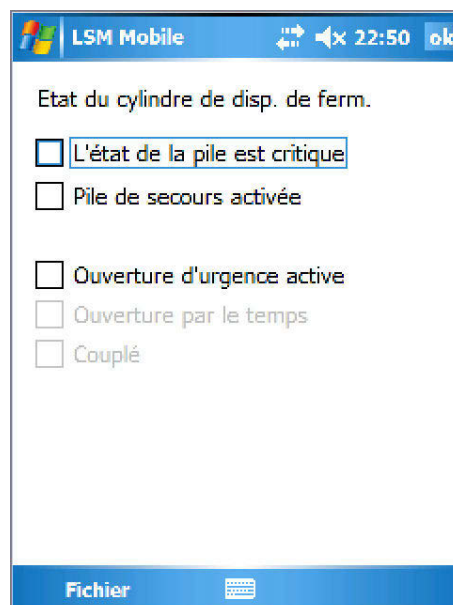 LSM Mobile 22:50 ok
Etat du cylindre de disp. de ferm.
L'état de la pile est critique
Pile de secours activée
Ouverture d'urgence active
Ouverture par le temps
Couplé
Fichier